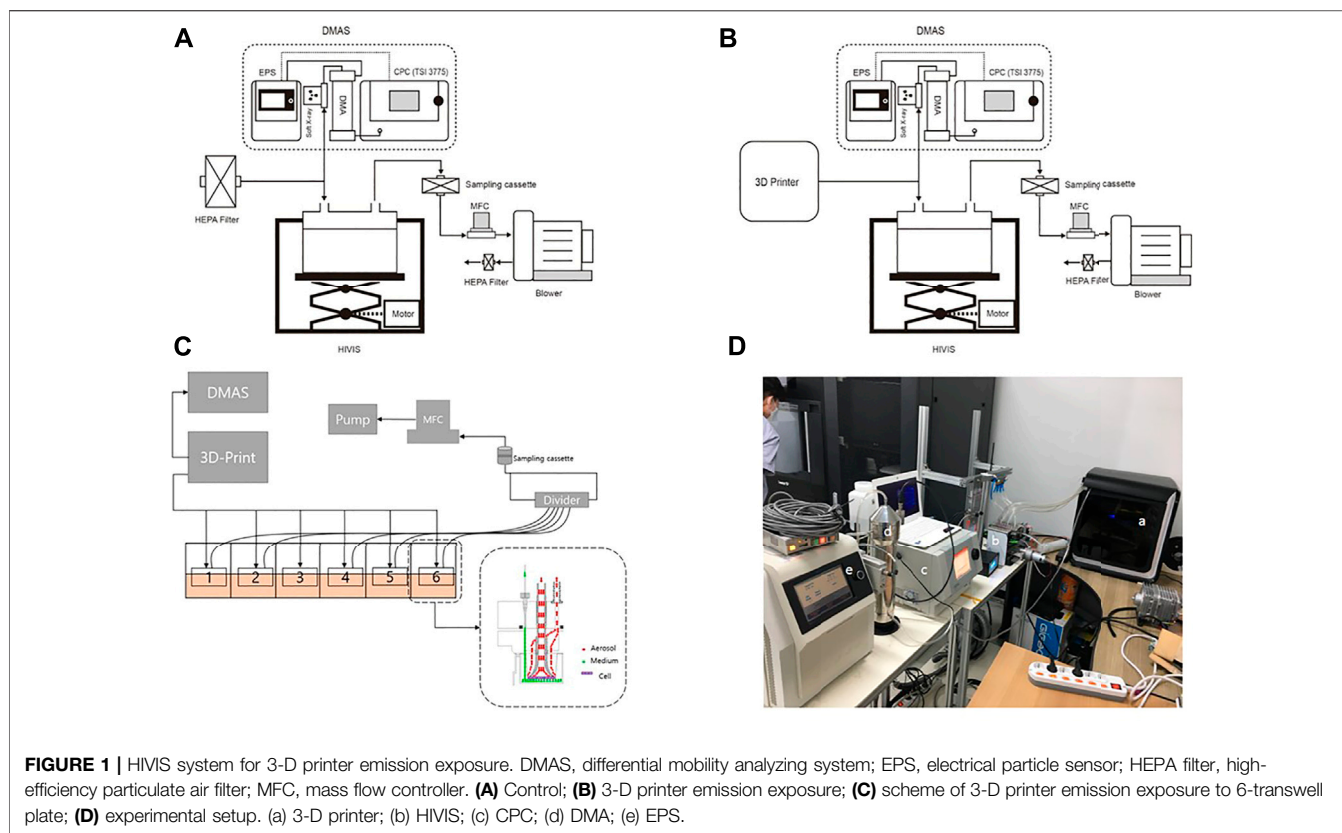 A
DMAS
EPS
CPC (TSI 3775)
Soft X-ray
DMA
HEPA Filter
Sampling cassette
MFC
HEPA Filter
Blower
Motor
HIVIS
B
DMAS
EPS
CPC (TSI 3775)
Soft X-ray
DMA
3D Printer
Sampling cassette
MFC
HEPA Filter
Blower
Motor
HIVIS
C
DMAS
3D-Print
Pump
MFC
Sampling cassette
Divider
1 2 3 4 5 6
Aerosol
Medium
Cell
D
a
b
c
d
e
FIGURE 1 | HIVIS system for 3-D printer emission exposure. DMAS, differential mobility analyzing system; EPS, electrical particle sensor; HEPA filter, high-
efficiency particulate air filter; MFC, mass flow controller. (A) Control; (B) 3-D printer emission exposure; (C) scheme of 3-D printer emission exposure to 6-transwell
plate; (D) experimental setup. (a) 3-D printer; (b) HIVIS; (c) CPC; (d) DMA; (e) EPS.